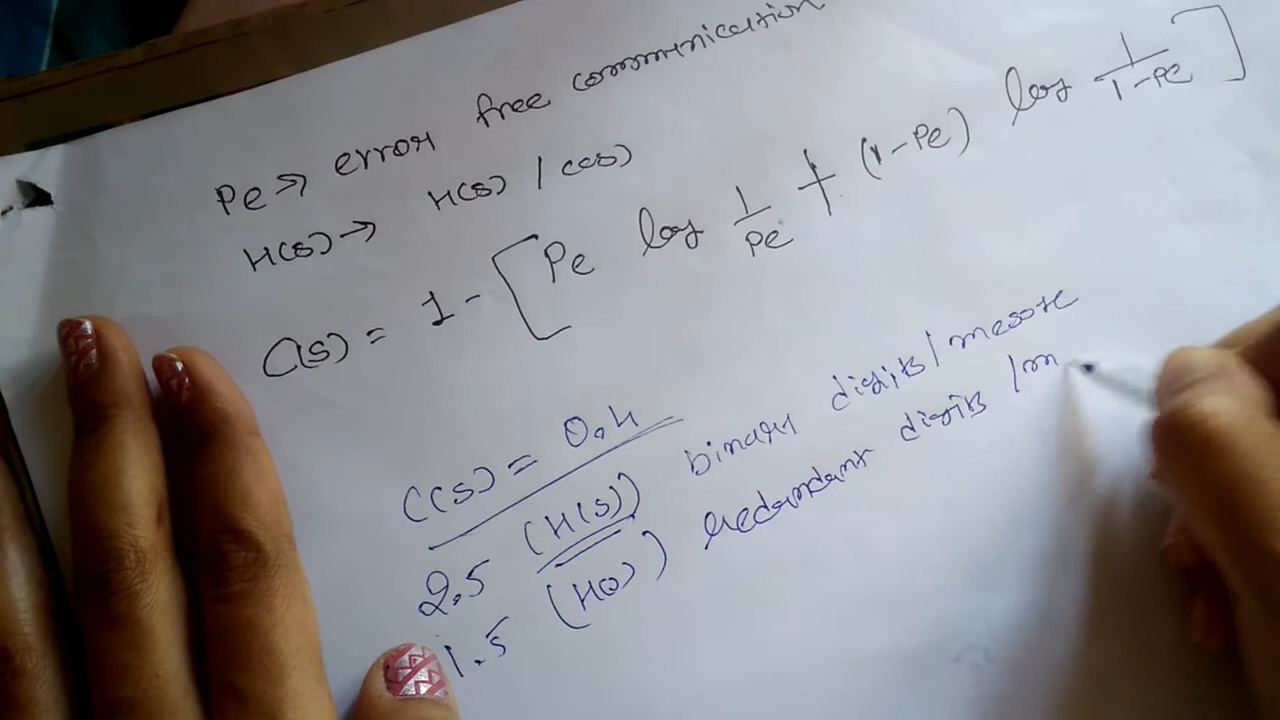 Pe → error free communication
H(s) → H(s) / C(s)
C(s) = 1 - [ Pe log 1/Pe + (1-Pe) log 1/1-Pe ]
C(s) = 0.4
2.5 (H(s)) binary digits /
1.5 (H(s)) redundant digits / m